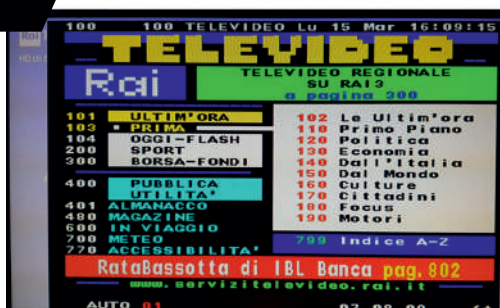 Rai
HD di
100 100 TELEVIDEO Lu 15 Mar 16:09:15
TELEVIDEO
Rai
TELEVIDEO REGIONALE
SU RAI3
a pagina 300
101 ULTIM'ORA
103 PRIMA
104 OGGI-FLASH
200 SPORT
300 BORSA-FONDI
400 PUBBLICA
UTILITA'
401 ALMANACCO
480 MAGAZINE
600 IN VIAGGIO
700 METEO
770 ACCESSIBILITA'
102 Le Ultim'ora
110 Primo Piano
120 Politica
130 Economia
140 Dall'Italia
150 Dal Mondo
160 Culture
170 Cittadini
180 Focus
190 Motori
799 Indice A-Z
RataBassotta di IBL Banca pag.802
www.servizitelevideo.rai.it
AUTO 01